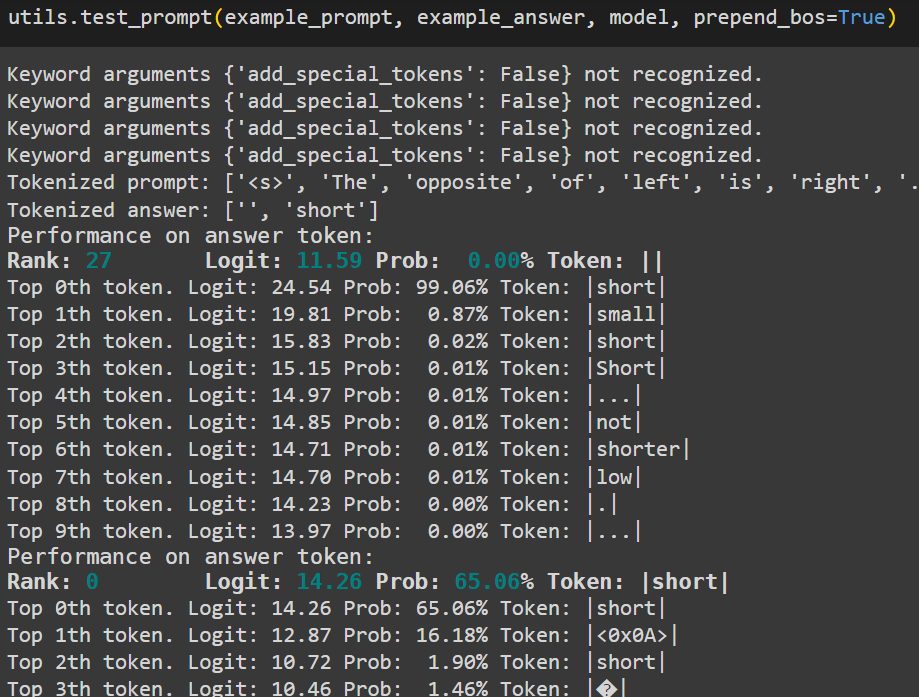 utils.test_prompt(example_prompt, example_answer, model, prepend_bos=True)
Keyword arguments {'add_special_tokens': False} not recognized.
Keyword arguments {'add_special_tokens': False} not recognized.
Keyword arguments {'add_special_tokens': False} not recognized.
Keyword arguments {'add_special_tokens': False} not recognized.
Tokenized prompt: ['<s>', 'The', 'opposite', 'of', 'left', 'is', 'right', '.
Tokenized answer: ['', 'short']
Performance on answer token:
Rank: 27 Logit: 11.59 Prob: 0.00% Token: ||
Top 0th token. Logit: 24.54 Prob: 99.06% Token: |short|
Top 1th token. Logit: 19.81 Prob: 0.87% Token: |small|
Top 2th token. Logit: 15.83 Prob: 0.02% Token: |short|
Top 3th token. Logit: 15.15 Prob: 0.01% Token: |Short|
Top 4th token. Logit: 14.97 Prob: 0.01% Token: |...|
Top 5th token. Logit: 14.85 Prob: 0.01% Token: |not|
Top 6th token. Logit: 14.71 Prob: 0.01% Token: |shorter|
Top 7th token. Logit: 14.70 Prob: 0.01% Token: |low|
Top 8th token. Logit: 14.23 Prob: 0.00% Token: |.|
Top 9th token. Logit: 13.97 Prob: 0.00% Token: |...|
Performance on answer token:
Rank: 0 Logit: 14.26 Prob: 65.06% Token: |short|
Top 0th token. Logit: 14.26 Prob: 65.06% Token: |short|
Top 1th token. Logit: 12.87 Prob: 16.18% Token: |<0x0A>|
Top 2th token. Logit: 10.72 Prob: 1.90% Token: |short|
Top 3th token. Logit: 10.46 Prob: 1.46% Token: |�|